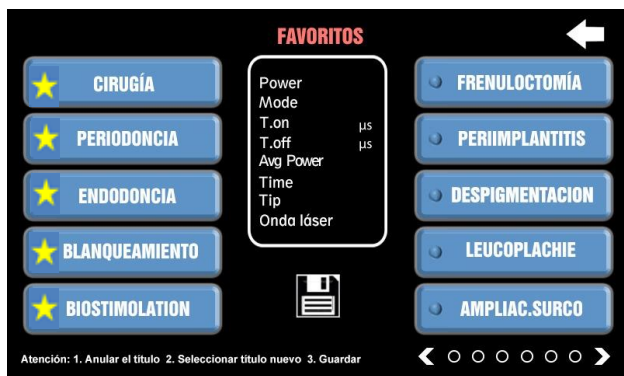 FAVORITOS
CIRUGÍA
PERIODONCIA
ENDODONCIA
BLANQUEAMIENTO
BIOSTIMOLATION
Power
Mode
T.on µs
T.off µs
Avg Power
Time
Tip
Onda láser
FRENULOCTOMÍA
PERIIMPLANTITIS
DESPIGMENTACION
LEUCOPLACHIE
AMPLIAC.SURCO
Atención: 1. Anular el título 2. Seleccionar título nuevo 3. Guardar